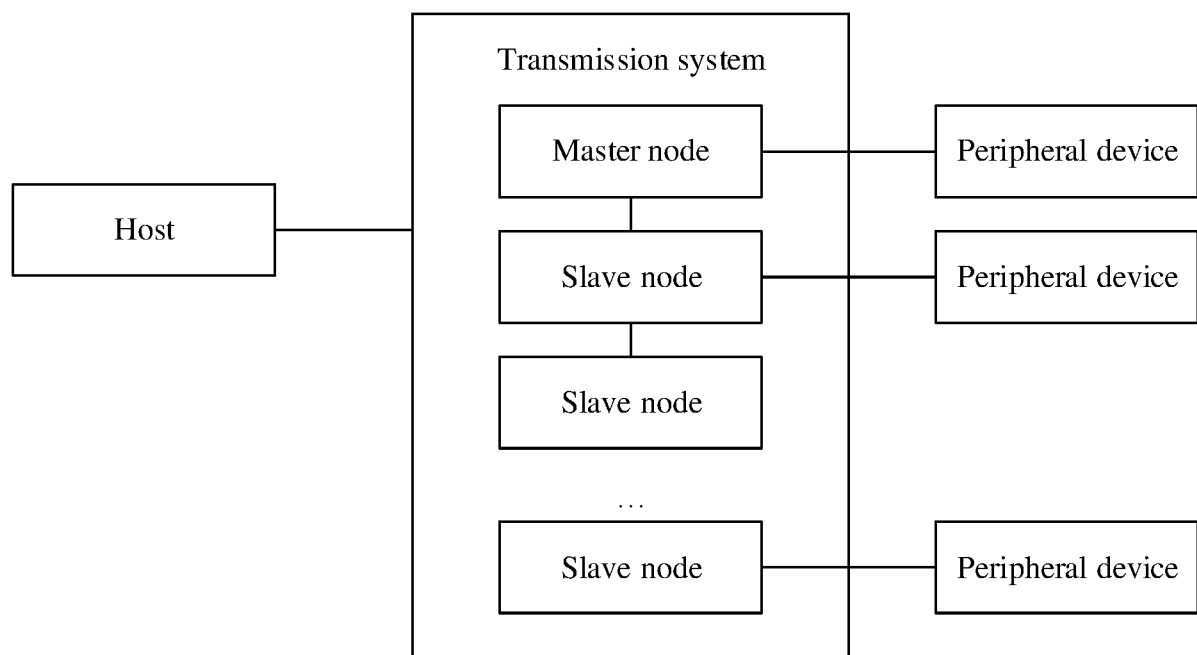 Transmission system
Master node
Peripheral device
Host
Slave node
Peripheral device
Slave node
...
Slave node
Peripheral device